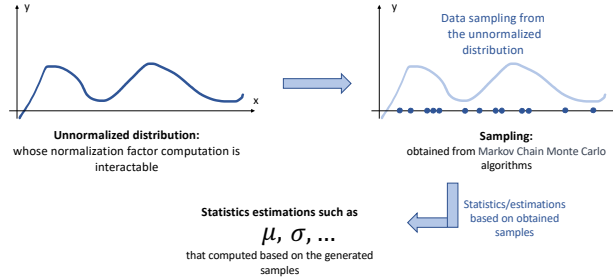 y
x
Unnormalized distribution:
whose normalization factor computation is
interactable
y
Data sampling from
the unnormalized
distribution
Sampling:
obtained from Markov Chain Monte Carlo
algorithms
Statistics/estimations
based on obtained
samples
Statistics estimations such as
μ, σ, ...
that computed based on the generated
samples